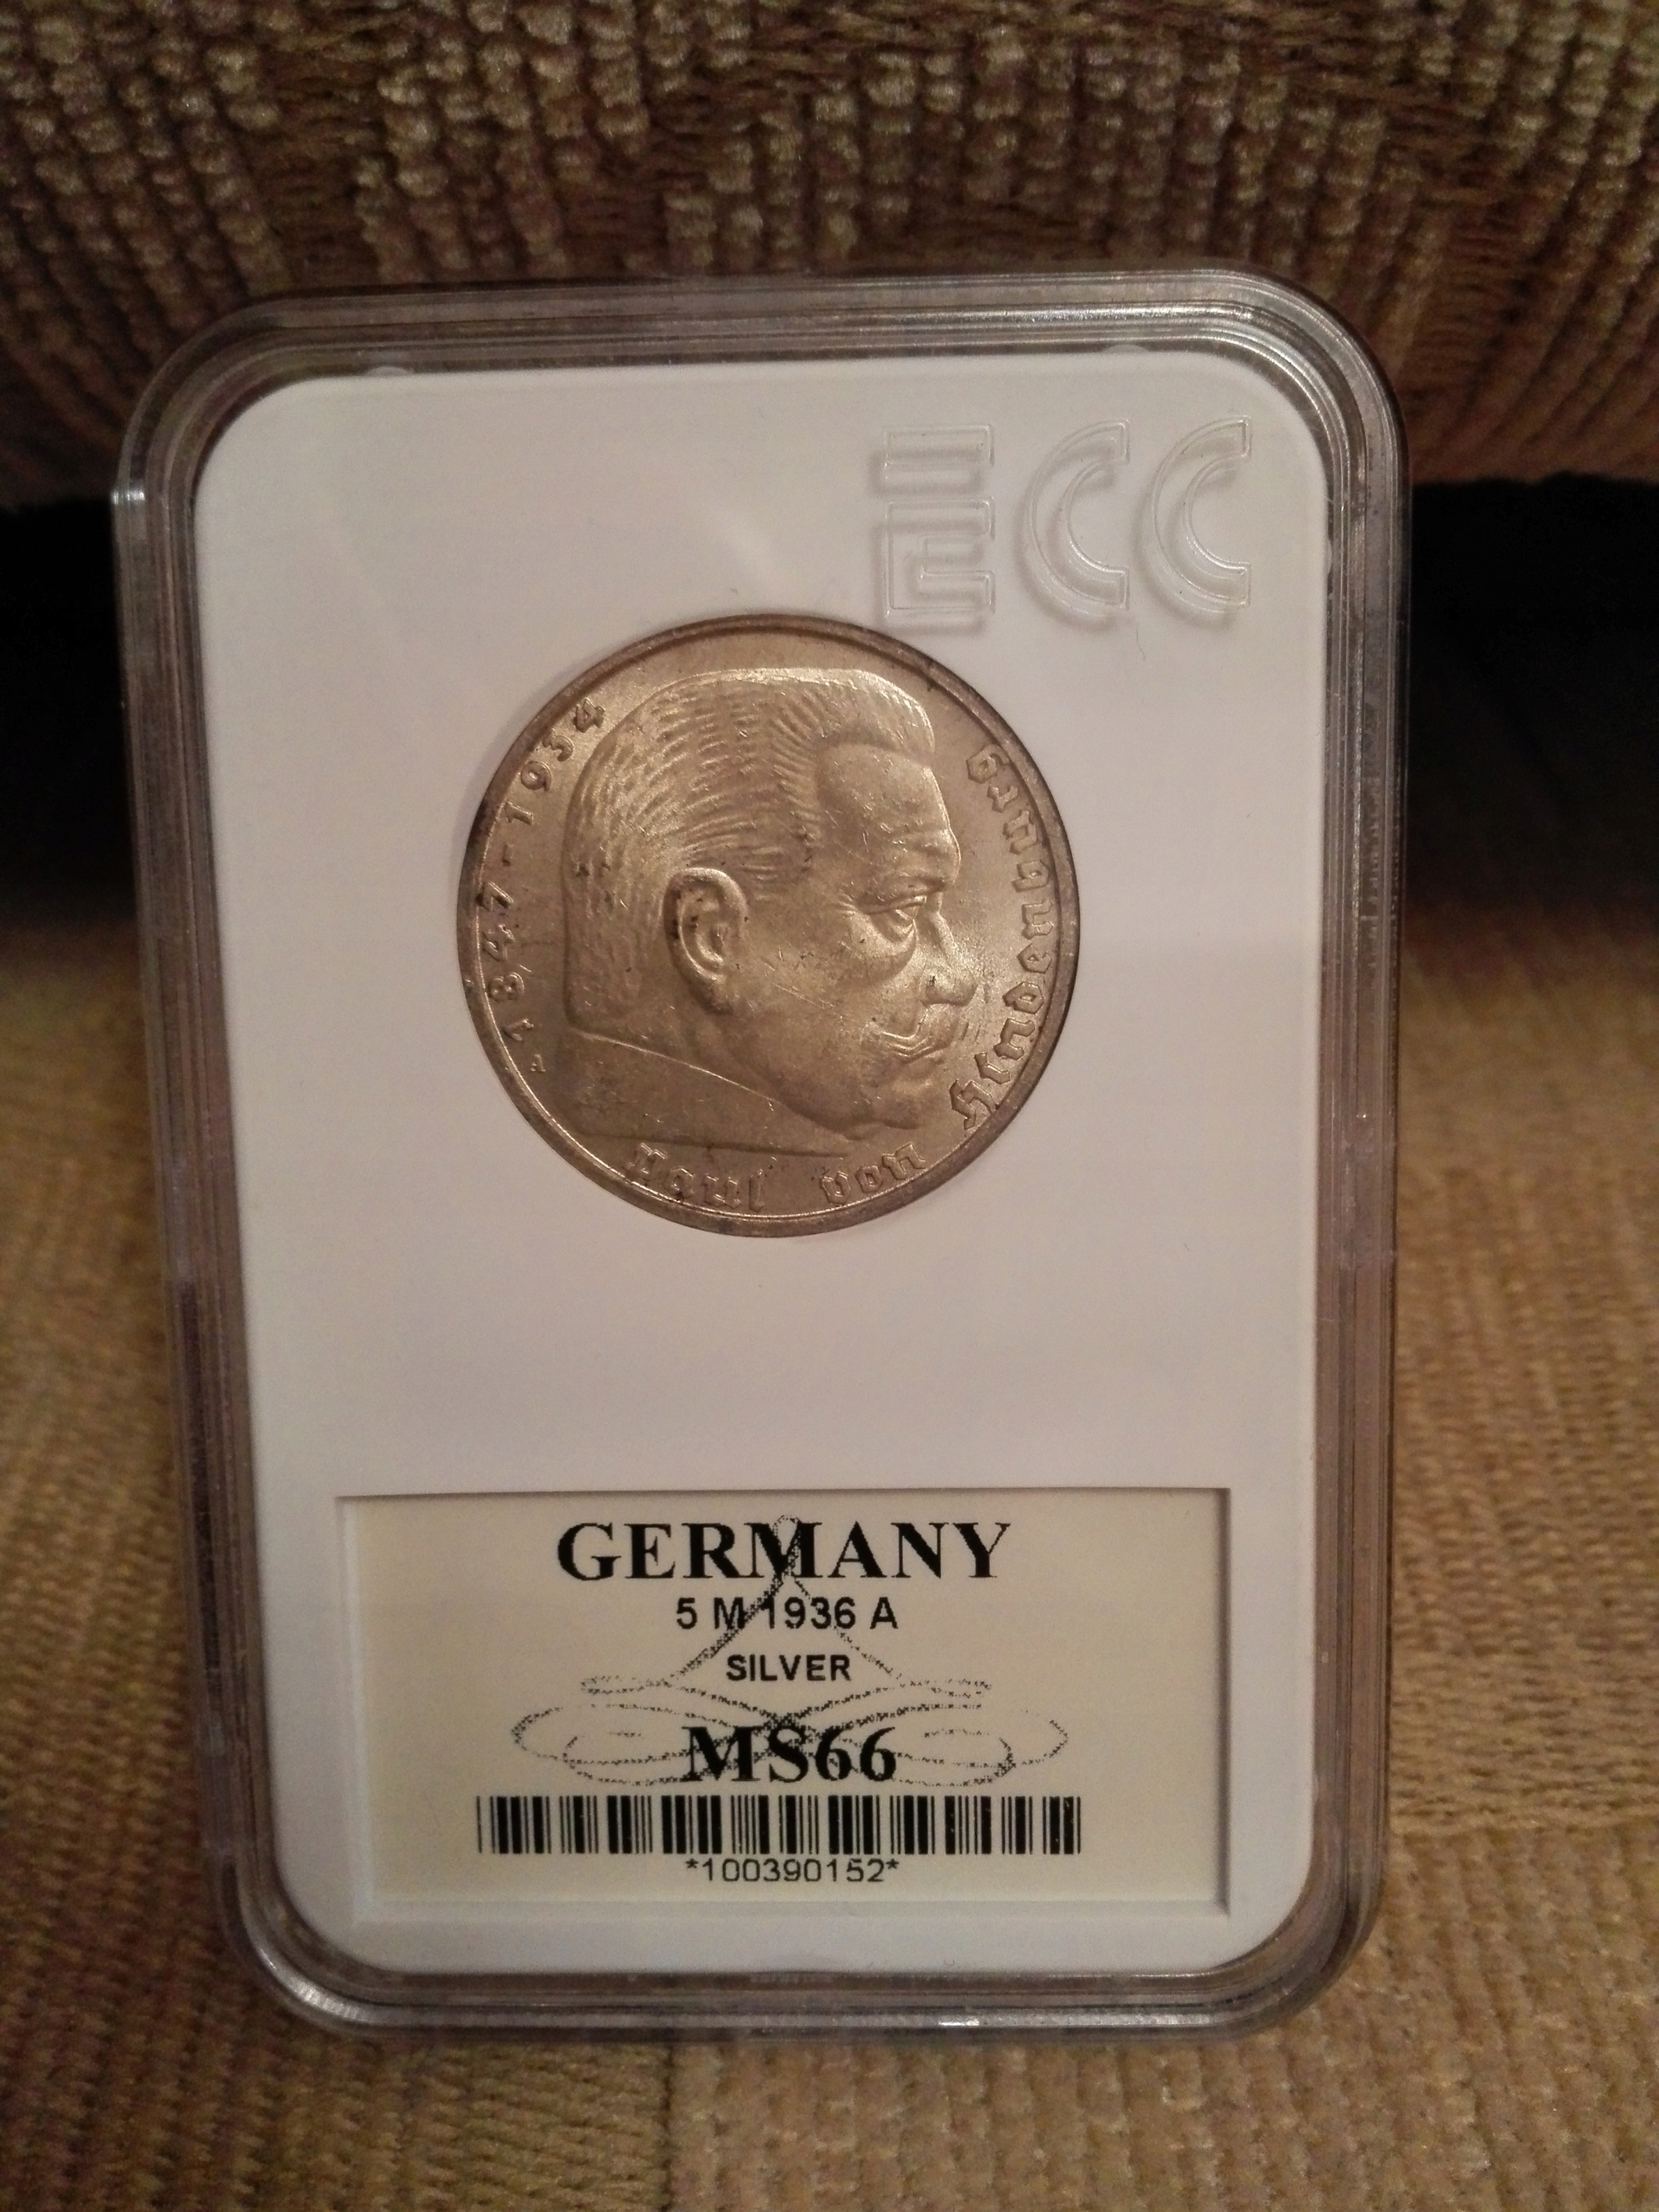 ECC
1847-1934
A
Paul von Hindenburg
GERMANY
5 M 1936 A
SILVER
MS66
*100390152*